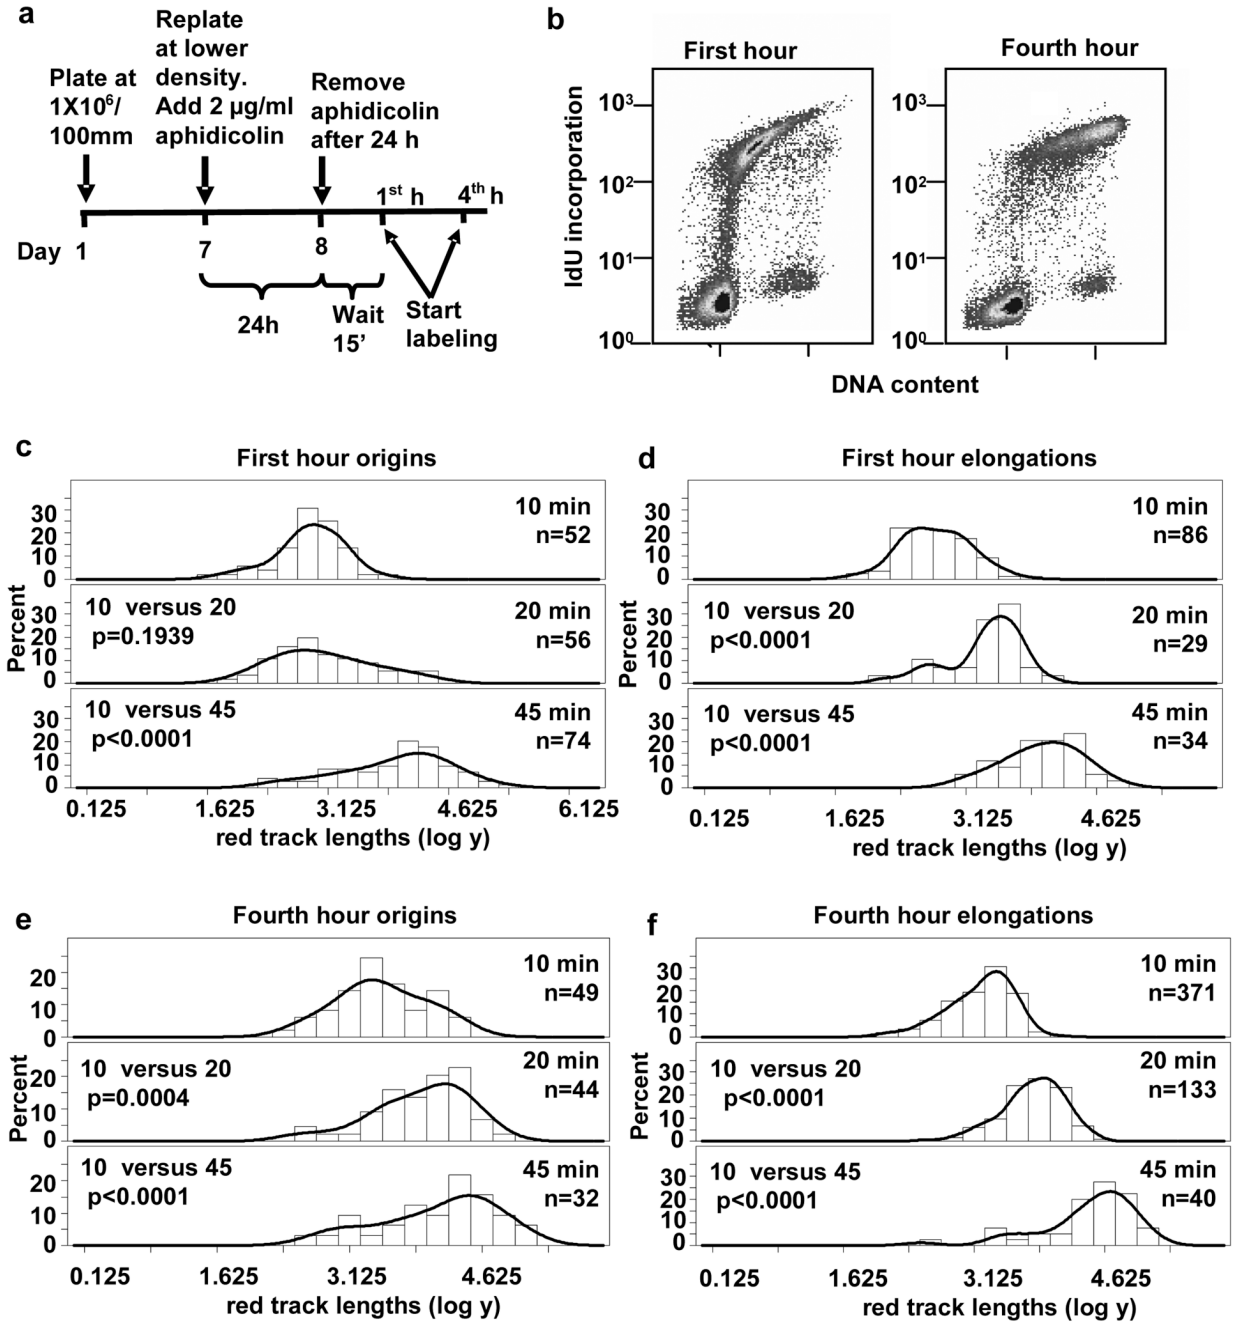 a
Replate
at lower
density.
Add 2 µg/ml
aphidicolin
Plate at
1X10⁶/
100mm
Remove
aphidicolin
after 24 h
1ˢᵗ h
4ᵗʰ h
Day 1
7
8
24h
Wait
15’
Start
labeling
b
First hour
Fourth hour
IdU incorporation
10³
10²
10¹
10⁰
10³
10²
10¹
10⁰
DNA content
c
First hour origins
Percent
30
20
10
0
10 min
n=52
30
20
10
0
10 versus 20
p=0.1939
20 min
n=56
30
20
10
0
10 versus 45
p<0.0001
45 min
n=74
0.125 1.625 3.125 4.625 6.125
red track lengths (log y)
d
First hour elongations
Percent
30
20
10
0
10 min
n=86
30
20
10
0
10 versus 20
p<0.0001
20 min
n=29
30
20
10
0
10 versus 45
p<0.0001
45 min
n=34
0.125 1.625 3.125 4.625
red track lengths (log y)
e
Fourth hour origins
Percent
20
10
0
10 min
n=49
20
10
0
10 versus 20
p=0.0004
20 min
n=44
20
10
0
10 versus 45
p<0.0001
45 min
n=32
0.125 1.625 3.125 4.625
red track lengths (log y)
f
Fourth hour elongations
Percent
30
20
10
0
10 min
n=371
30
20
10
0
10 versus 20
p<0.0001
20 min
n=133
30
20
10
0
10 versus 45
p<0.0001
45 min
n=40
0.125 1.625 3.125 4.625
red track lengths (log y)